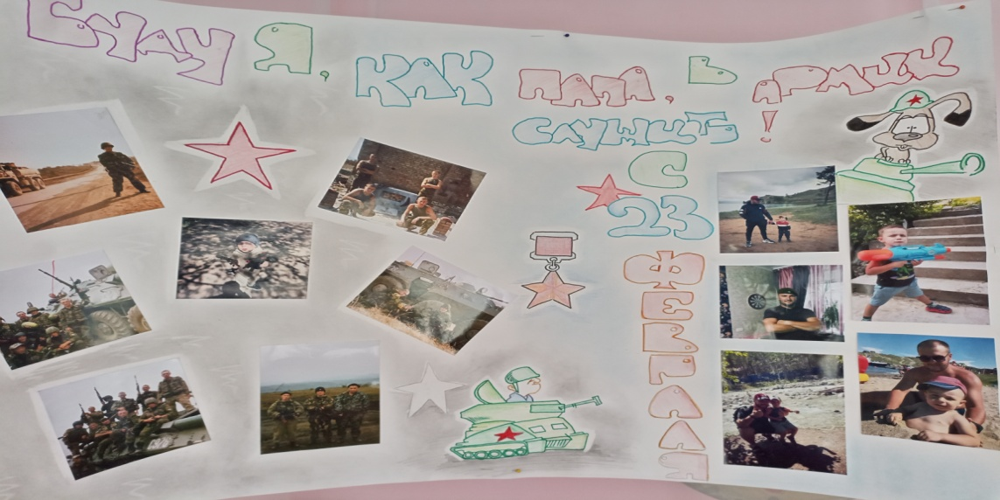 БУДУ Я, КАК ПАПА, В АРМИИ
СЛУЖИТЬ!
С
23
ФЕВРАЛЯ